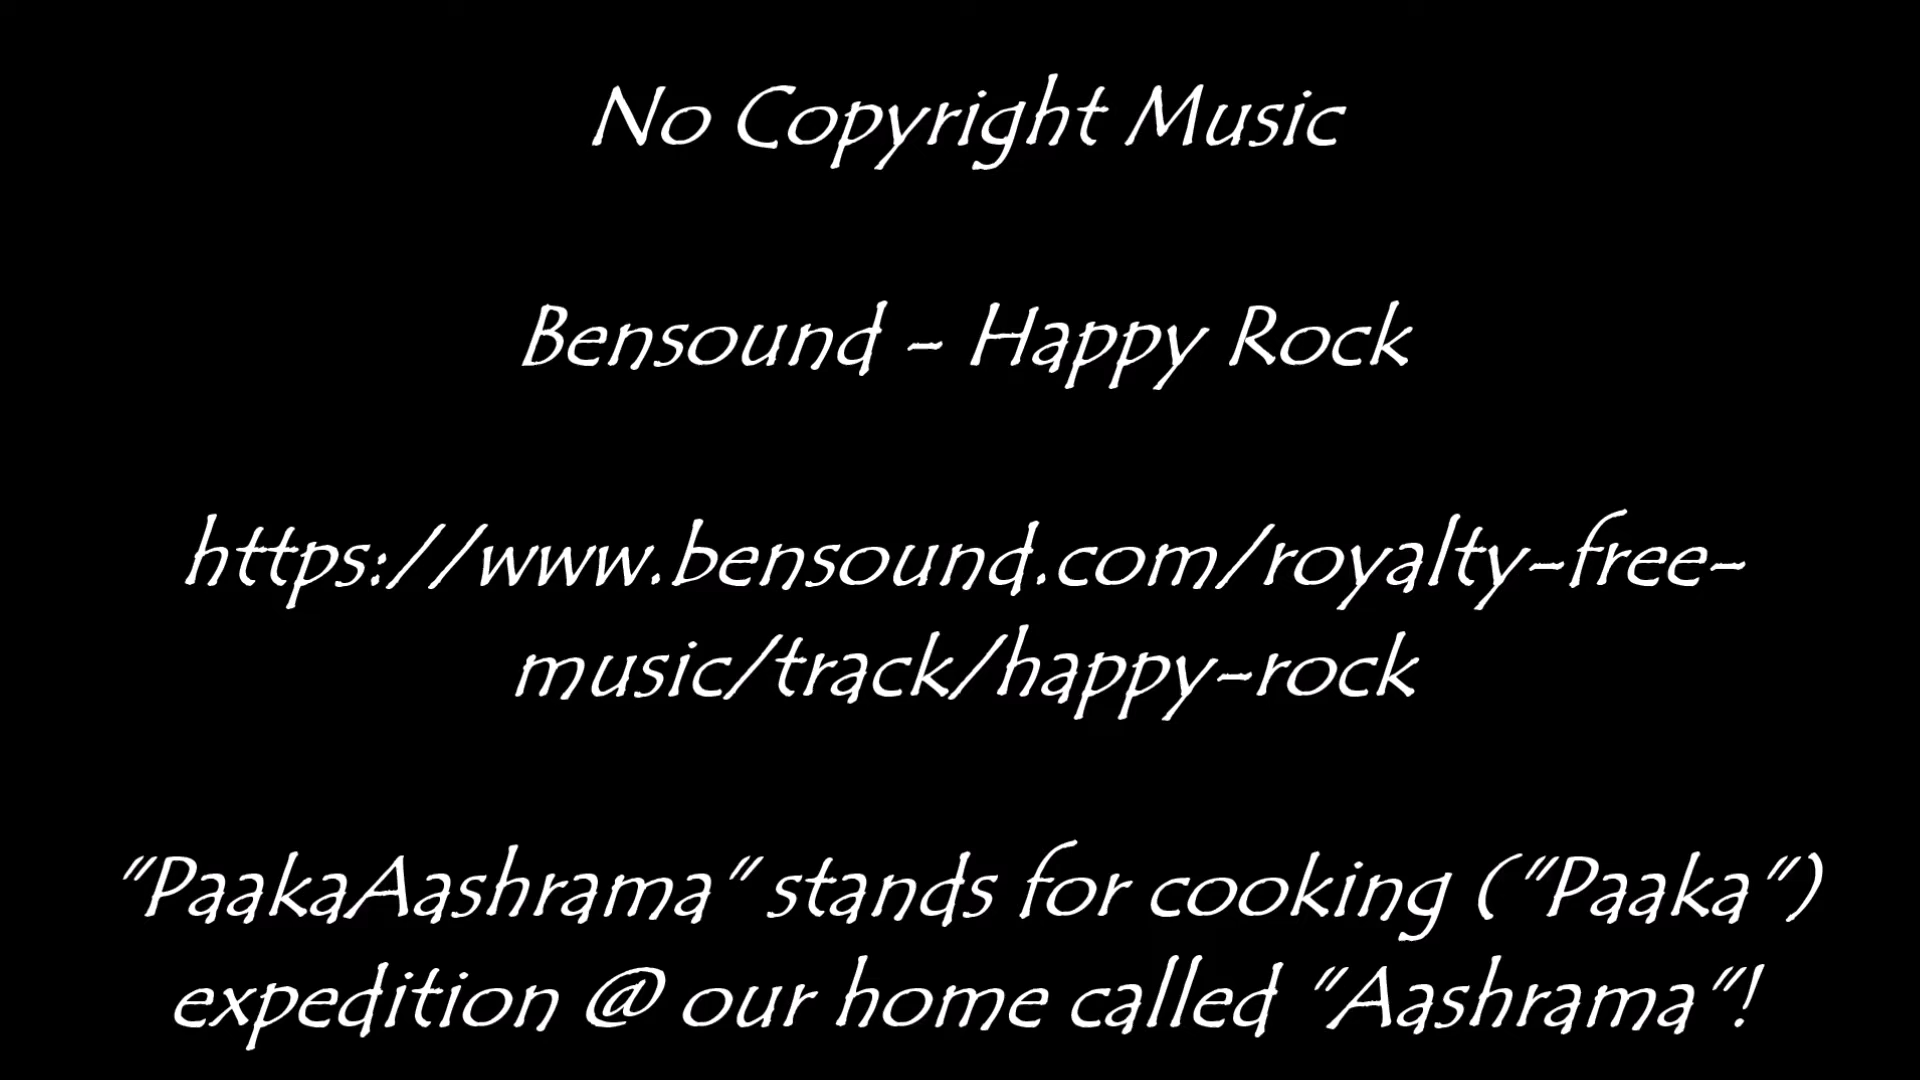 No Copyright Music
Bensound - Happy Rock
https://www.bensound.com/royalty-free-
music/track/happy-rock
"PaakaAashrama" stands for cooking ("Paaka")
expedition @ our home called "Aashrama"!